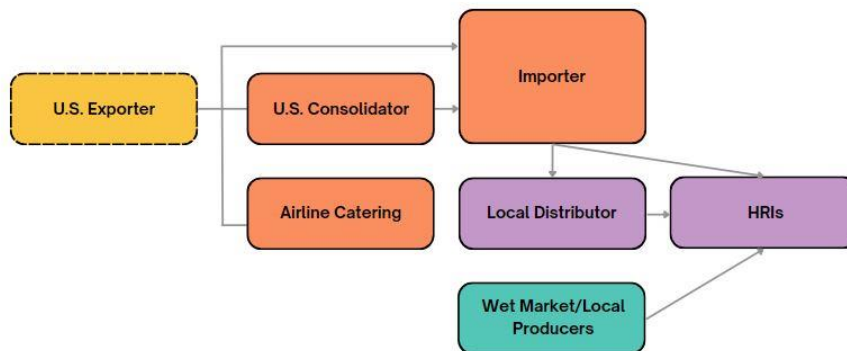 Importer
U.S. Exporter
U.S. Consolidator
Airline Catering
Local Distributor
HRIs
Wet Market/Local
Producers